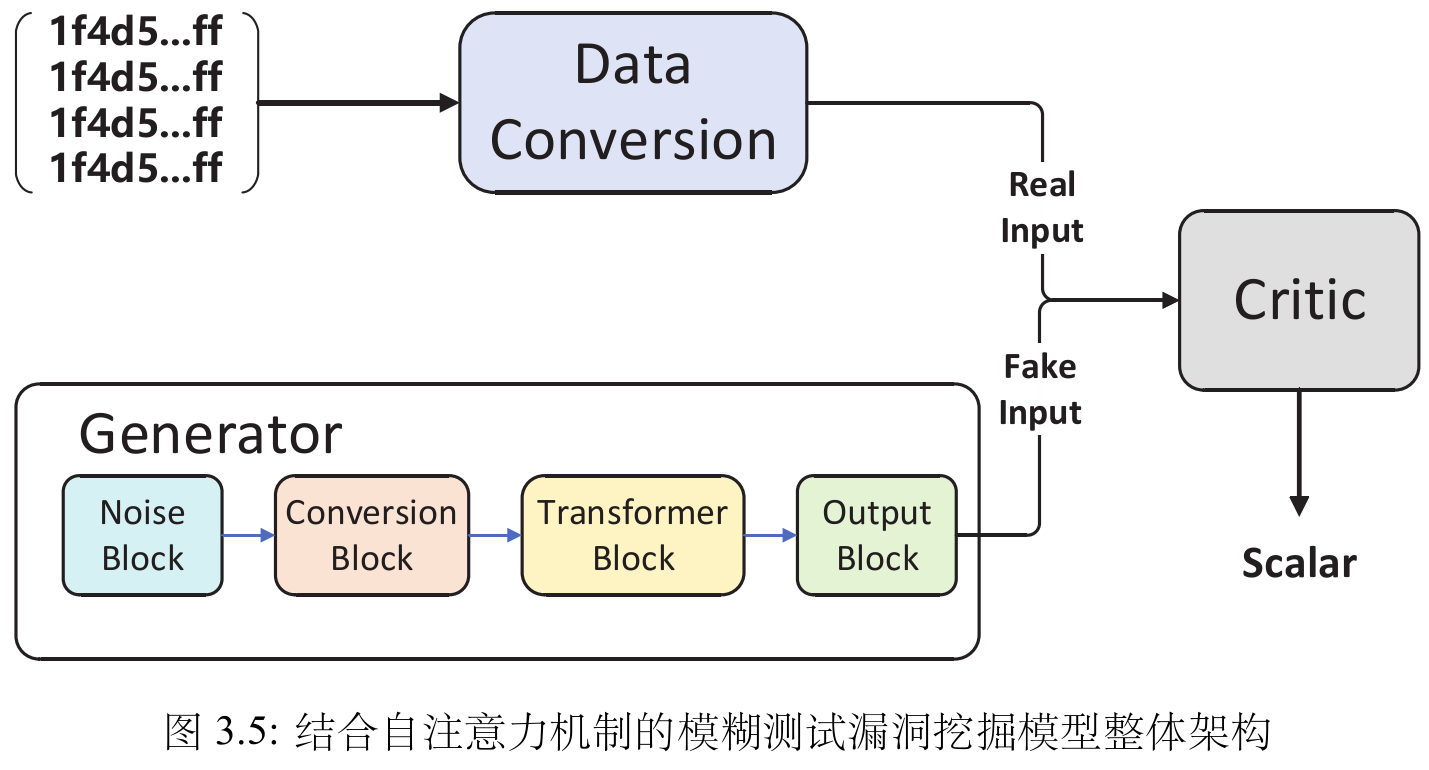 1f4d5...ff
1f4d5...ff
1f4d5...ff
1f4d5...ff
Data
Conversion
Real
Input
Critic
Fake
Input
Scalar
Generator
Noise
Block
Conversion
Block
Transformer
Block
Output
Block
图 3.5: 结合自注意力机制的模糊测试漏洞挖掘模型整体架构